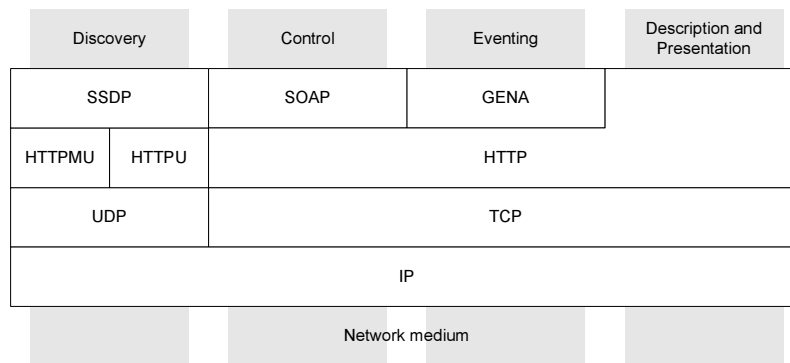 Discovery
Control
Eventing
Description and
Presentation
SSDP
SOAP
GENA
HTTPMU
HTTPU
HTTP
UDP
TCP
IP
Network medium